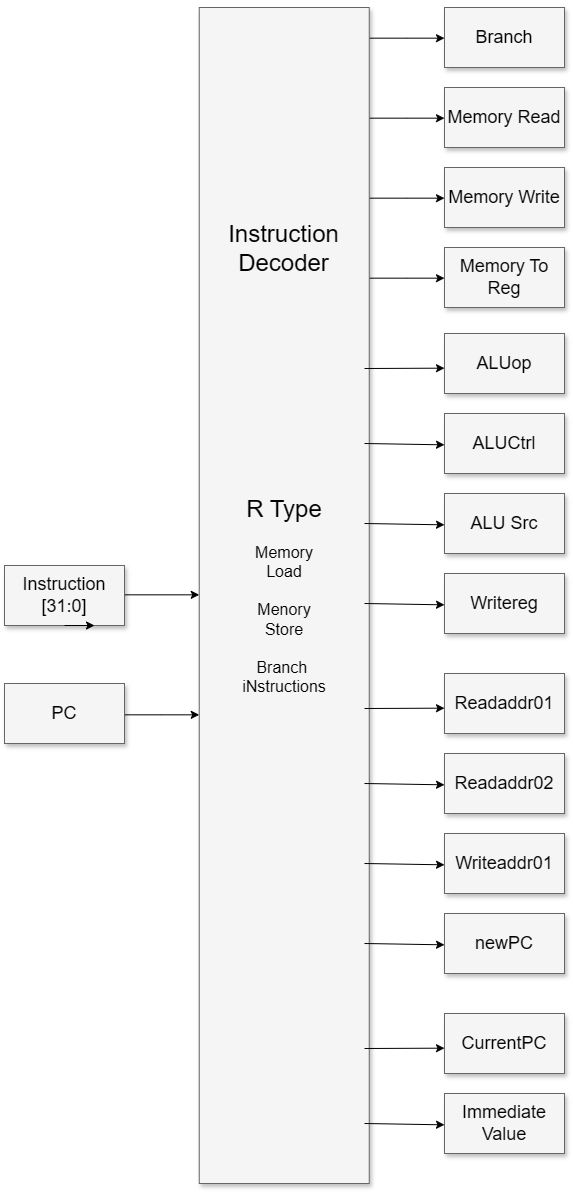 Branch
Memory Read
Memory Write
Instruction
Decoder
Memory To
Reg
ALUop
ALUCtrl
R Type
ALU Src
Memory
Load
Instruction
[31:0]
Menory
Store
Writereg
Branch
iNstructions
PC
Readaddr01
Readaddr02
Writeaddr01
newPC
CurrentPC
Immediate
Value